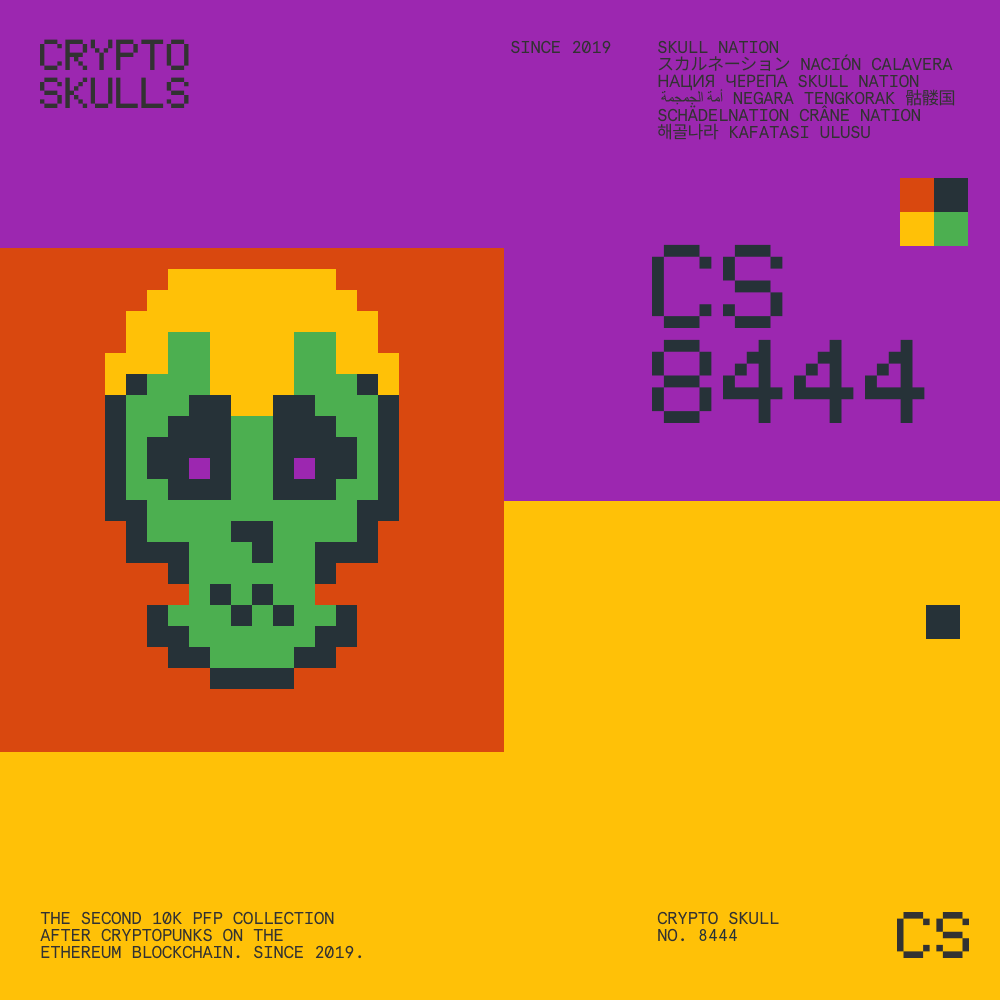 CRYPTO
SKULLS
SINCE 2019
SKULL NATION
スカルネーション NACIÓN CALAVERA
НАЦИЯ ЧЕРЕПА SKULL NATION
أمة الجمجمة NEGARA TENGKORAK 骷髅国
SCHÄDELNATION CRÂNE NATION
해골나라 KAFATASI ULUSU
CS
8444
THE SECOND 10K PFP COLLECTION
AFTER CRYPTOPUNKS ON THE
ETHEREUM BLOCKCHAIN. SINCE 2019.
CRYPTO SKULL
NO. 8444
CS